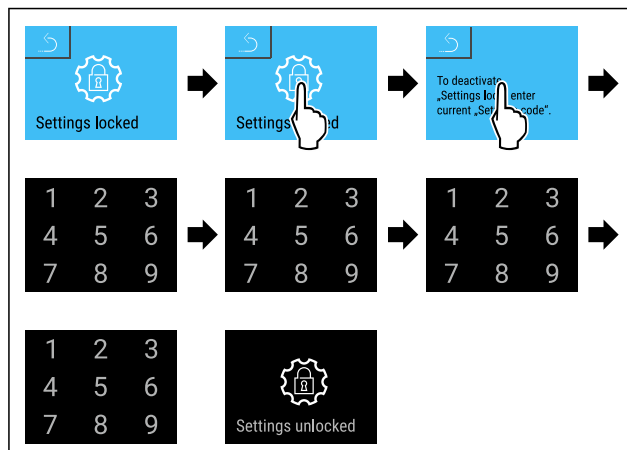 Settings locked
Settings
To deactivate
„Settings enter
current code“.
1 2 3
4 5 6
7 8 9
1 2 3
4 5 6
7 8 9
1 2 3
4 5 6
7 8 9
1 2 3
4 5 6
7 8 9
Settings unlocked